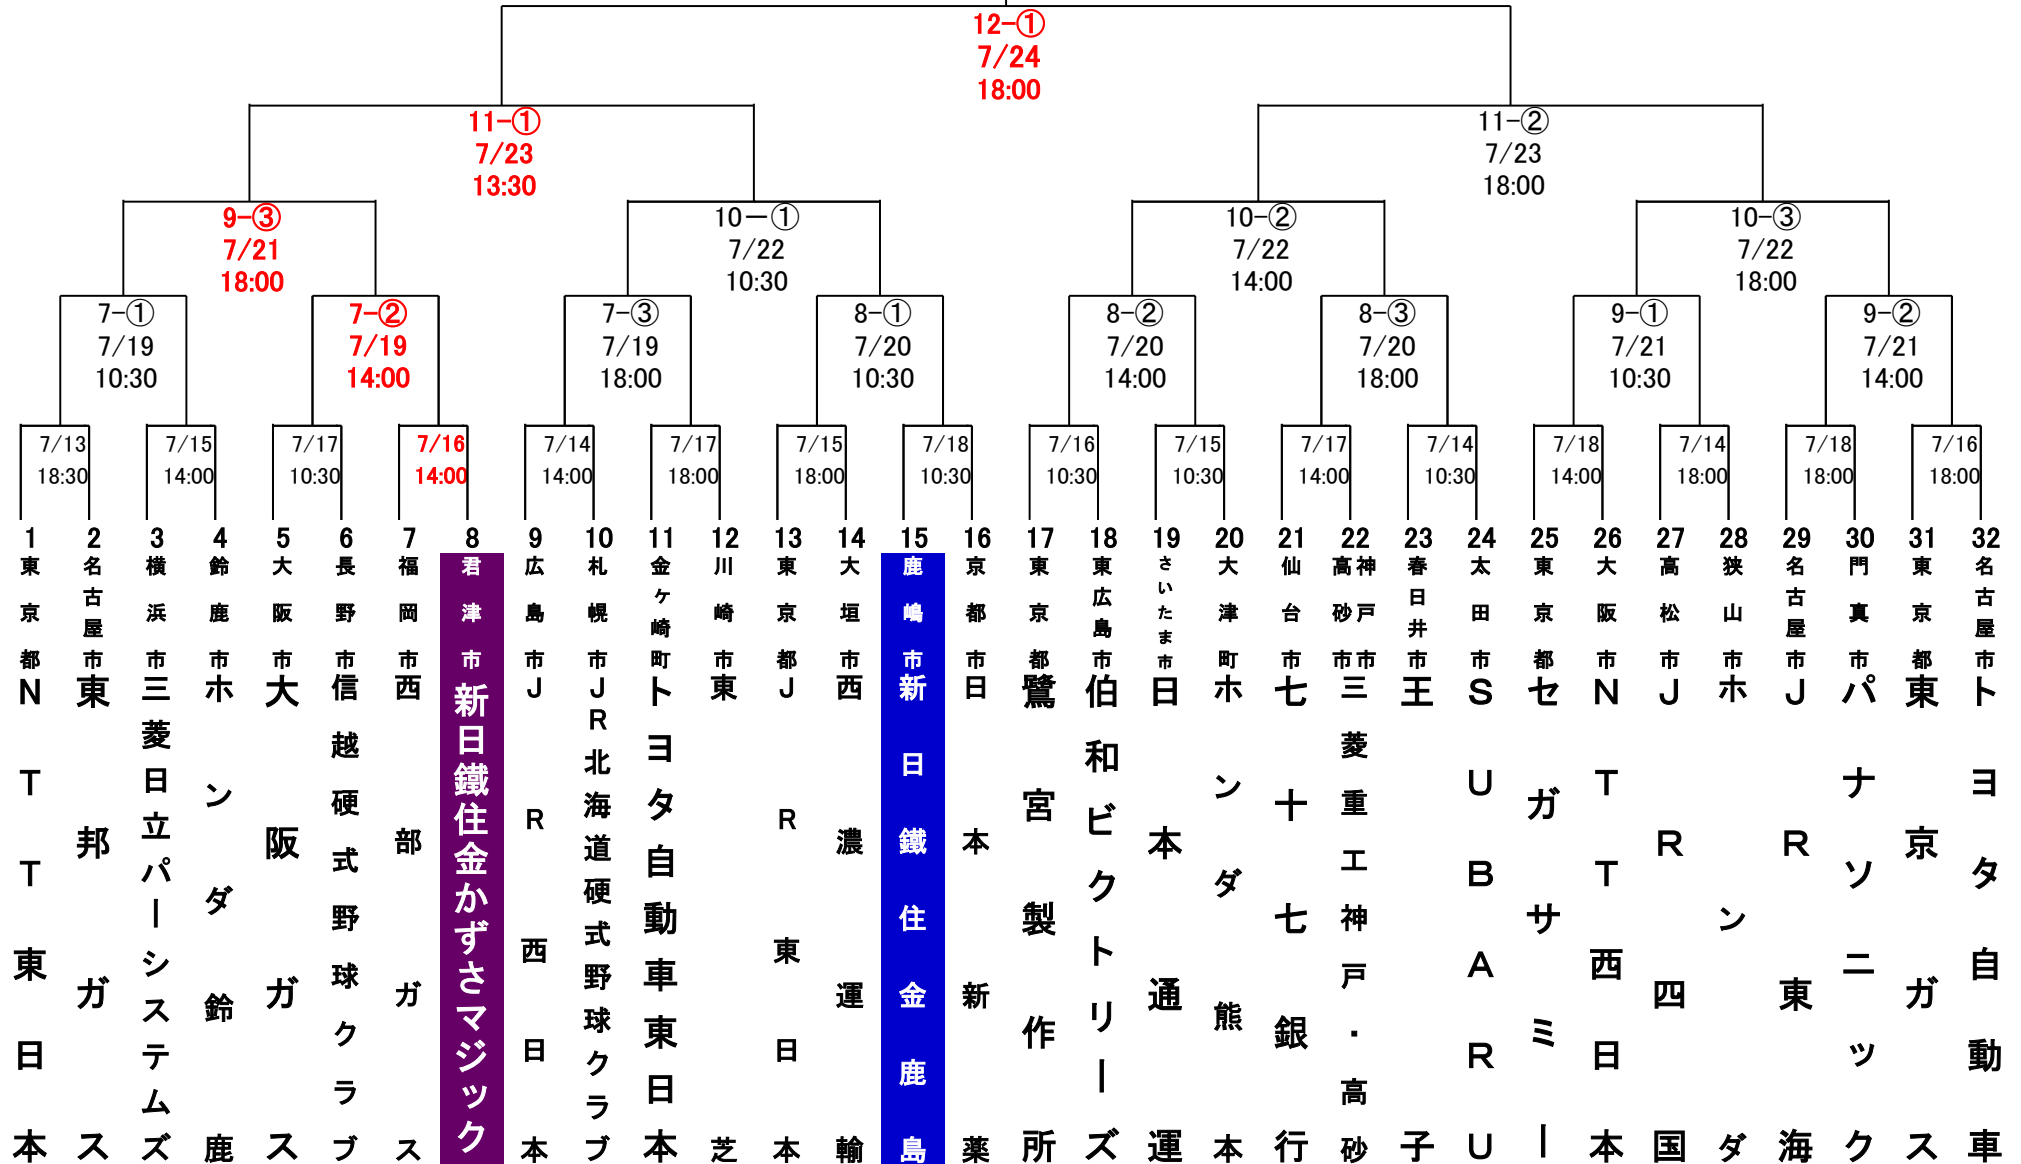 12-①
7/24
18:00
11-①
7/23
13:30
11-②
7/23
18:00
9-③
7/21
18:00
10ー①
7/22
10:30
10-②
7/22
14:00
10-③
7/22
18:00
7-①
7/19
10:30
7-②
7/19
14:00
7-③
7/19
18:00
8-①
7/20
10:30
8-②
7/20
14:00
8-③
7/20
18:00
9-①
7/21
10:30
9-②
7/21
14:00
7/13
18:30
7/15
14:00
7/17
10:30
7/16
14:00
7/14
14:00
7/17
18:00
7/15
18:00
7/18
10:30
7/16
10:30
7/15
10:30
7/17
14:00
7/14
10:30
7/18
14:00
7/14
18:00
7/18
18:00
7/16
18:00
1
東京都
NTT東日本
2
名古屋市
東邦ガス
3
横浜市
三菱日立パーシステムズ
4
鈴鹿市
ホンダ鈴鹿
5
大阪市
大阪ガス
6
長野市
信越硬式野球クラブ
7
福岡市
西部ガス
8
君津市
新日鐵住金かずさマジック
9
広島市
JR西日本
10
札幌市
JR北海道硬式野球クラブ
11
金ヶ崎町
トヨタ自動車東日本
12
川崎市
東芝
13
東京都
JR東日本
14
大垣市
西濃運輸
15
鹿嶋市
新日鐵住金鹿島
16
京都市
日本新薬
17
東京都
鷺宮製作所
18
東広島市
伯和ビクトリーズ
19
さいたま市
日本通運
20
大津町
ホンダ熊本
21
仙台市
七十七銀行
22
神戸市
高砂市
三菱重工神戸・高砂
23
春日井市
王子
24
太田市
SUBARU
25
東京都
セガサミー
26
大阪市
NTT西日本
27
高松市
JR四国
28
狭山市
ホンダ
29
名古屋市
JR東海
30
門真市
パナソニック
31
東京都
東京ガス
32
名古屋市
トヨタ自動車